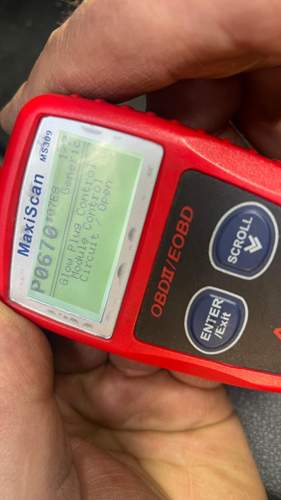 MaxiScan MS309
P0670
Generic
Glow Plug Control
Module Control
Circuit Open
OBDII/EOBD
SCROLL
ENTER
/Exit